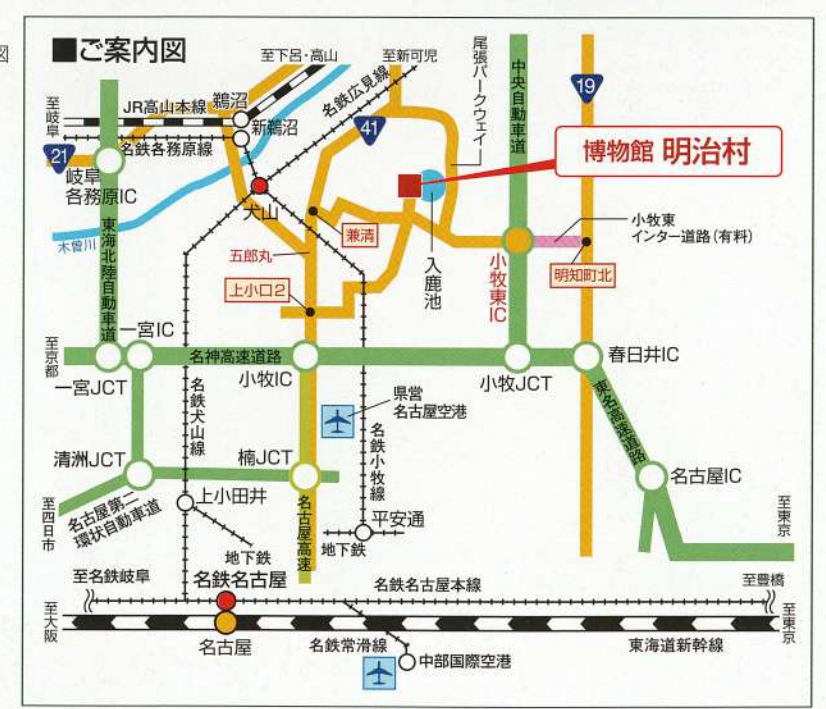 図
■ご案内図
至下呂・高山
至新可児
尾張パークウェイ
中央自動車道
19
至岐阜
JR高山本線
鵜沼
新鵜沼
名鉄広見線
41
名鉄各務原線
21
岐阜
各務原IC
博物館 明治村
犬山
木曽川
東海北陸自動車道
兼清
五郎丸
入鹿池
小牧東
インター道路(有料)
小牧東IC
明知町北
上小口2
一宮IC
至京都
名神高速道路
春日井IC
一宮JCT
小牧IC
小牧JCT
名鉄犬山線
県営
名古屋空港
東名高速道路
名鉄小牧線
清洲JCT
楠JCT
名古屋IC
至四日市
名古屋第二
環状自動車道
上小田井
名古屋高速
平安通
地下鉄
地下鉄
至東京
至名鉄岐阜
名鉄名古屋
名鉄名古屋本線
至豊橋
至大阪
至東京
名古屋
名鉄常滑線
東海道新幹線
中部国際空港